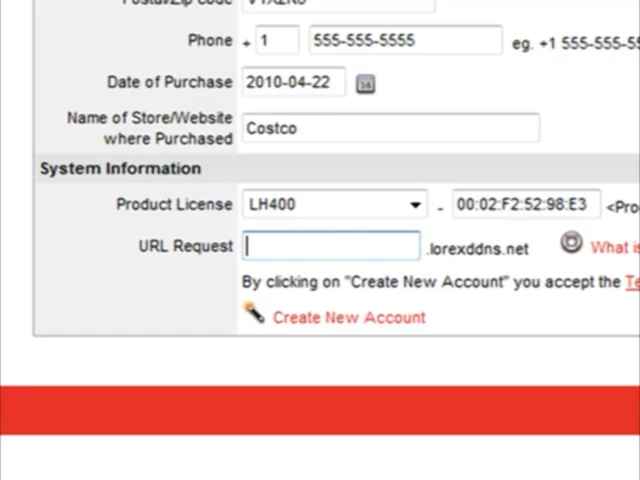 Postal/Zip code
Phone + 1 555-555-5555 eg. +1 555-555-55
Date of Purchase 2010-04-22
Name of Store/Website
where Purchased Costco
System Information
Product License LH400 - 00:02:F2:52:98:E3 <Pro
URL Request .lorexddns.net What is
By clicking on "Create New Account" you accept the Te
Create New Account